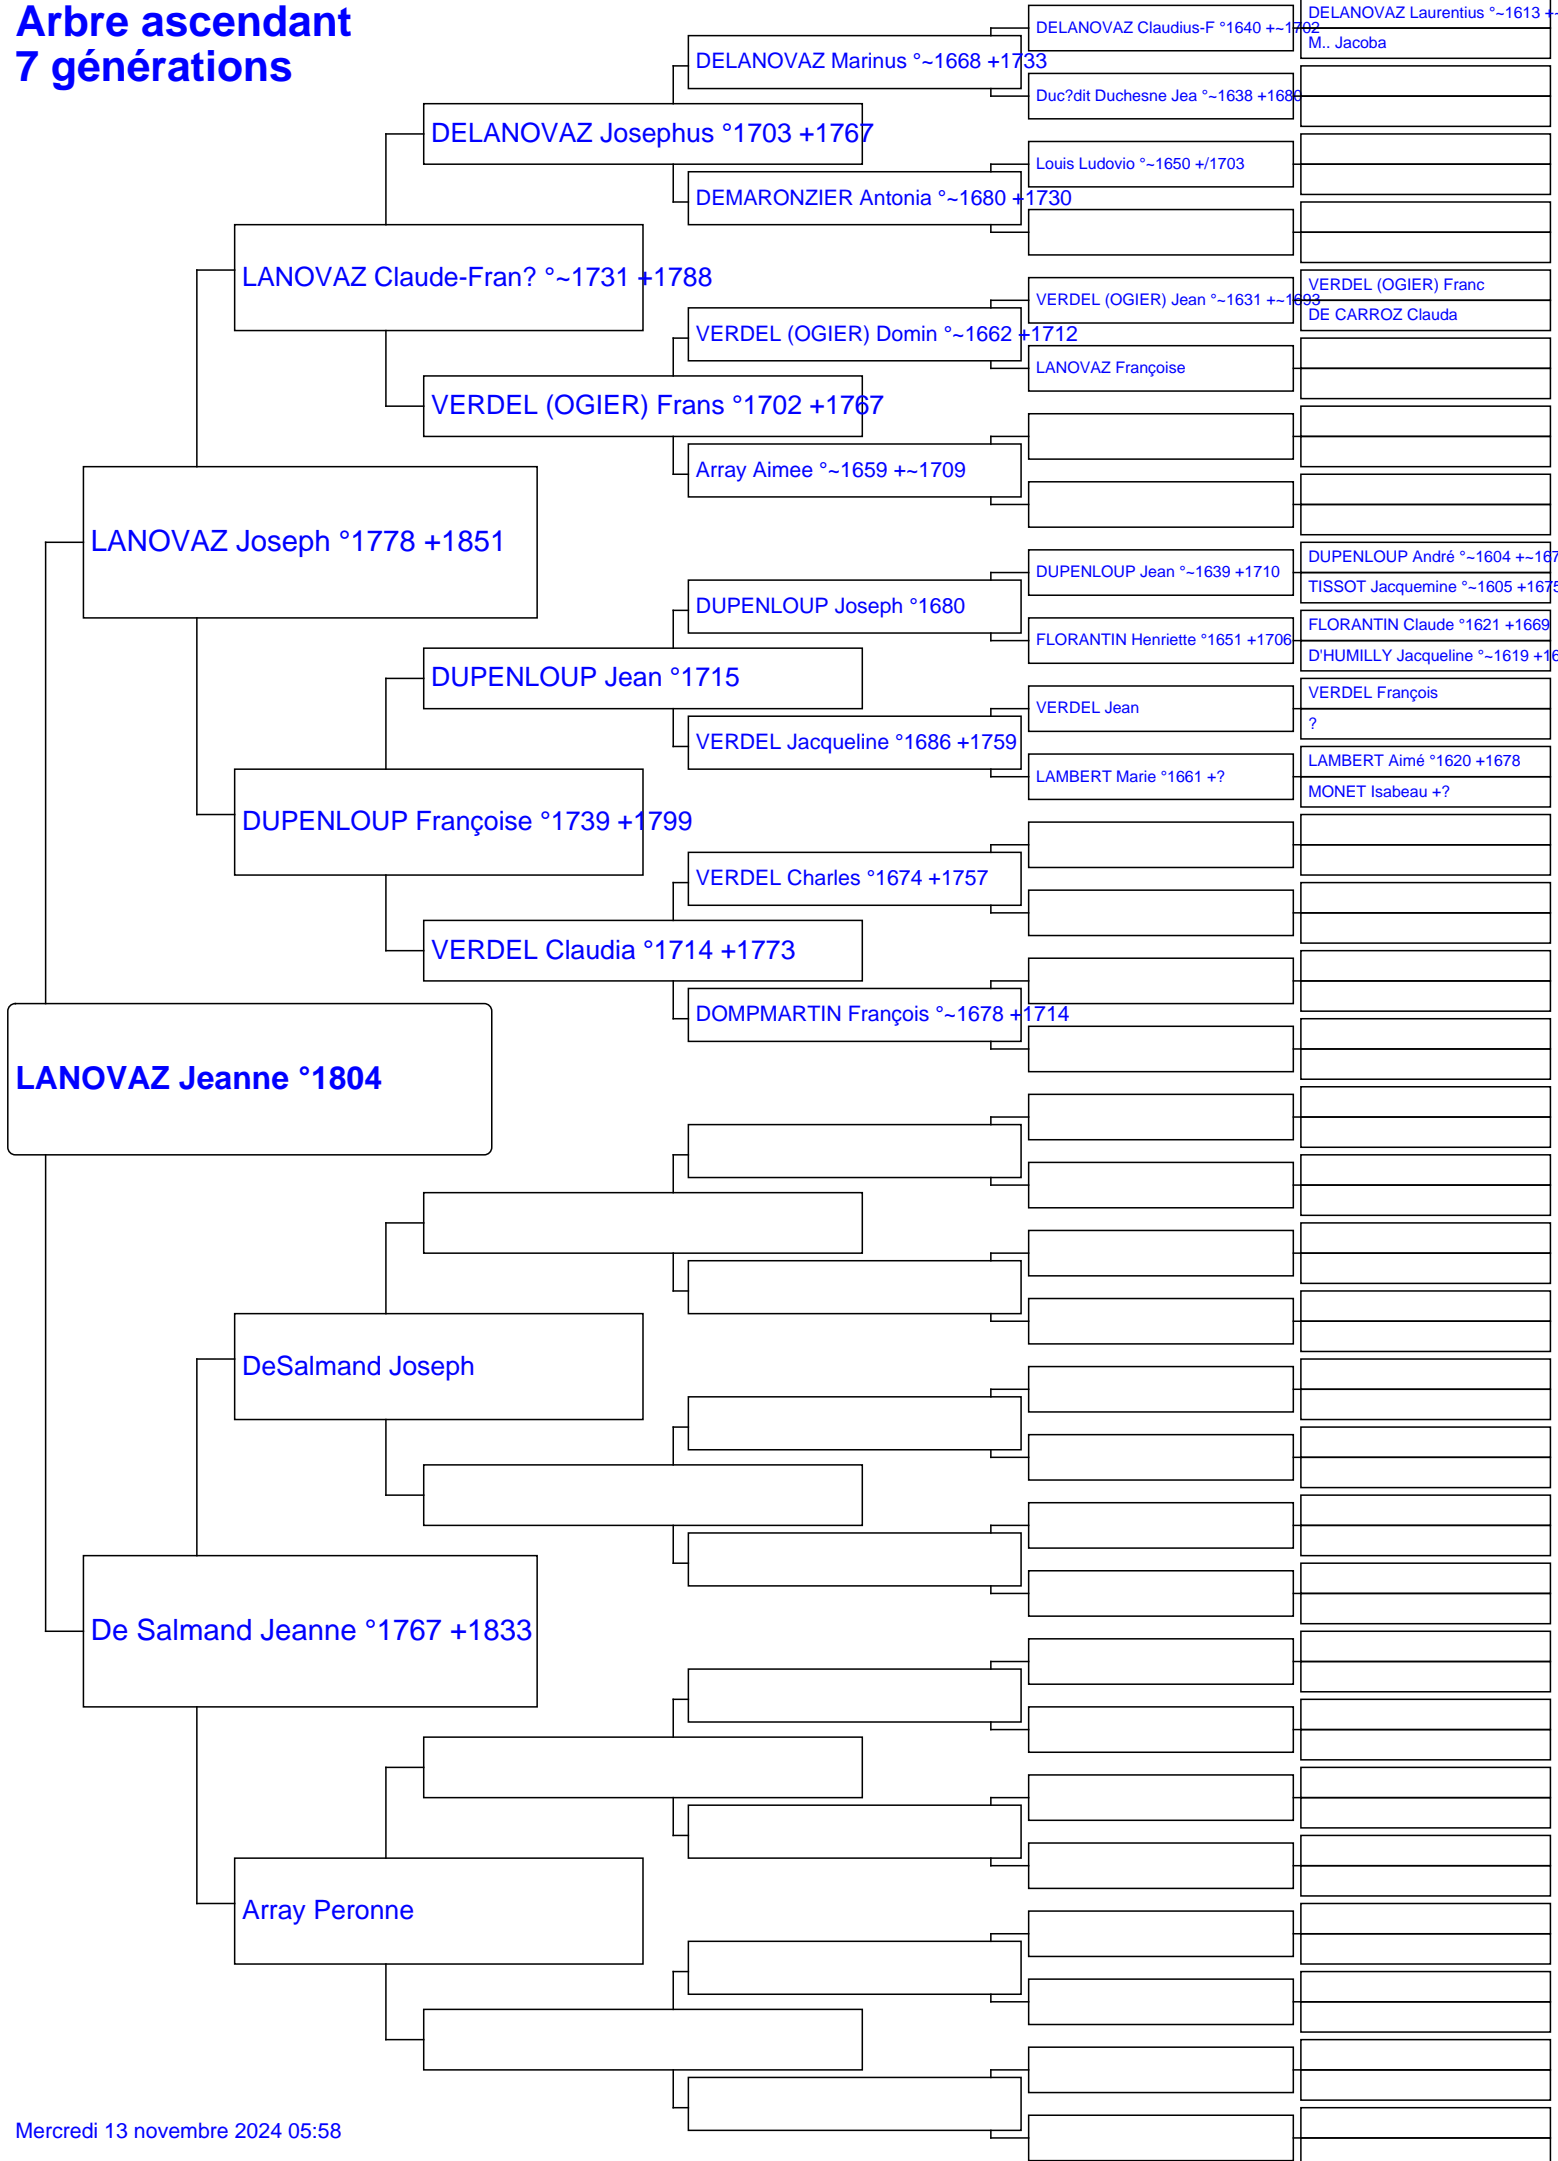 Arbre ascendant
7 générations
DELANOVAZ Laurentius °~1613 +~
DELANOVAZ Claudius-F °1640 +~1702
M.. Jacoba
DELANOVAZ Marinus °~1668 +1733
Duc?dit Duchesne Jea °~1638 +1680
DELANOVAZ Josephus °1703 +1767
Louis Ludovio °~1650 +/1703
DEMARONZIER Antonia °~1680 +1730
LANOVAZ Claude-Fran? °~1731 +1788
VERDEL (OGIER) Franc
VERDEL (OGIER) Jean °~1631 +~1693
DE CARROZ Clauda
VERDEL (OGIER) Domin °~1662 +1712
LANOVAZ Françoise
VERDEL (OGIER) Frans °1702 +1767
Array Aimee °~1659 +~1709
LANOVAZ Joseph °1778 +1851
DUPENLOUP André °~1604 +~167
DUPENLOUP Jean °~1639 +1710
TISSOT Jacquemine °~1605 +1675
DUPENLOUP Joseph °1680
FLORANTIN Claude °1621 +1669
FLORANTIN Henriette °1651 +1706
D'HUMILLY Jacqueline °~1619 +16
DUPENLOUP Jean °1715
VERDEL François
VERDEL Jean
?
VERDEL Jacqueline °1686 +1759
LAMBERT Aimé °1620 +1678
LAMBERT Marie °1661 +?
MONET Isabeau +?
DUPENLOUP Françoise °1739 +1799
VERDEL Charles °1674 +1757
VERDEL Claudia °1714 +1773
DOMPMARTIN François °~1678 +1714
LANOVAZ Jeanne °1804
DeSalmand Joseph
De Salmand Jeanne °1767 +1833
Array Peronne
Mercredi 13 novembre 2024 05:58